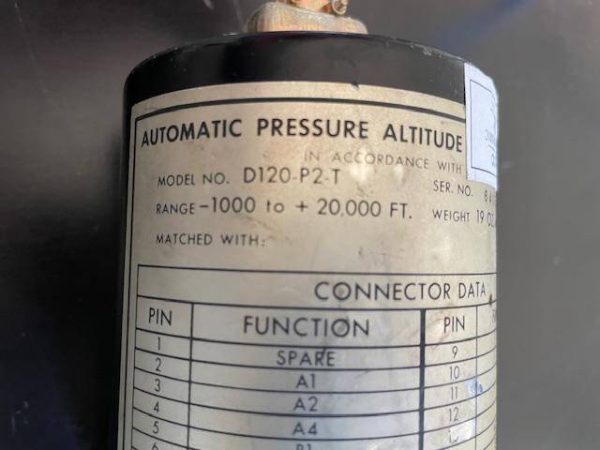 AUTOMATIC PRESSURE ALTITUDE
IN ACCORDANCE WITH
MODEL NO. D120-P2-T SER. NO.
RANGE -1000 to + 20,000 FT. WEIGHT 19
MATCHED WITH:
CONNECTOR DATA
PIN FUNCTION PIN
1 SPARE 9
2 A1 10
3 A2 11
4 A4 12
5